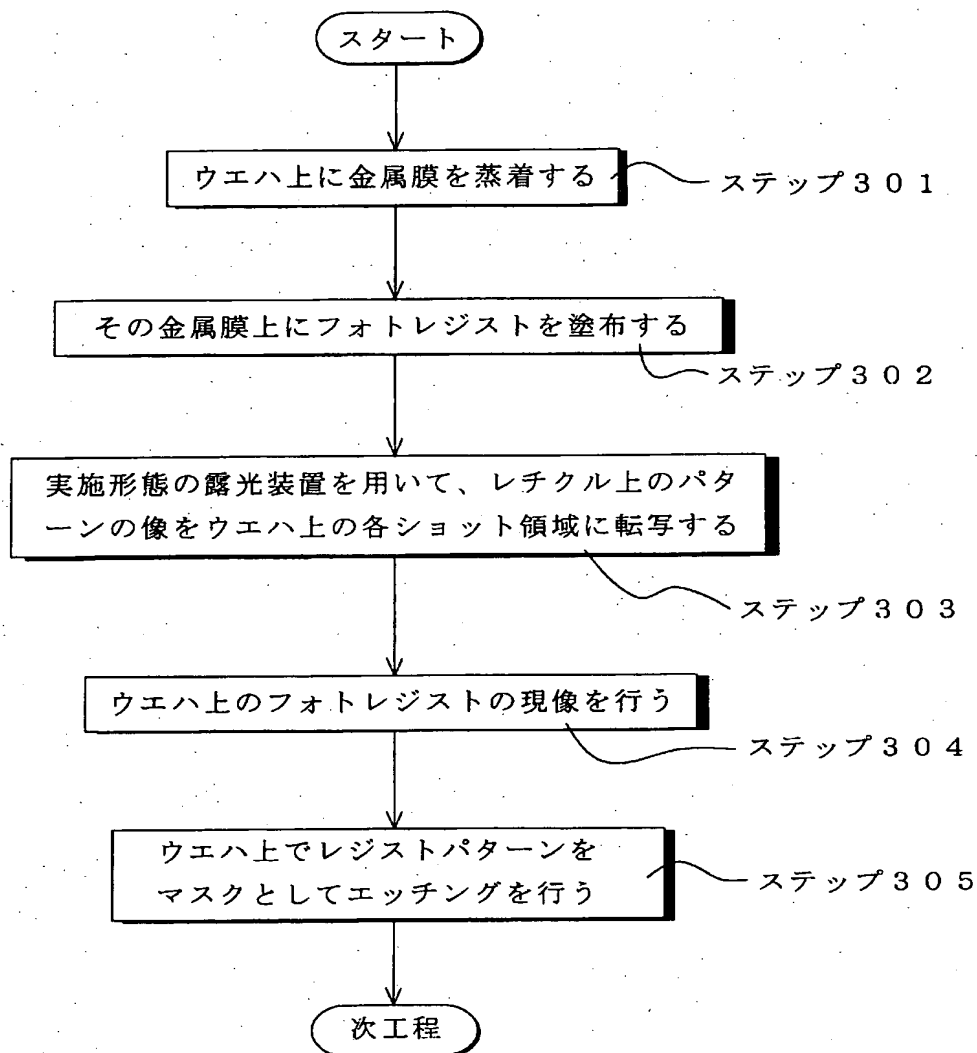 スタート
ウエハ上に金属膜を蒸着する
ステップ３０１
その金属膜上にフォトレジストを塗布する
ステップ３０２
実施形態の露光装置を用いて、レチクル上のパタ
ーンの像をウエハ上の各ショット領域に転写する
ステップ３０３
ウエハ上のフォトレジストの現像を行う
ステップ３０４
ウエハ上でレジストパターンを
マスクとしてエッチングを行う
ステップ３０５
次工程